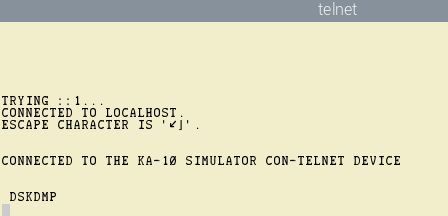 telnet
TRYING ::1...
CONNECTED TO LOCALHOST.
ESCAPE CHARACTER IS '↙]'.
CONNECTED TO THE KA-10 SIMULATOR CON-TELNET DEVICE
DSKDMP